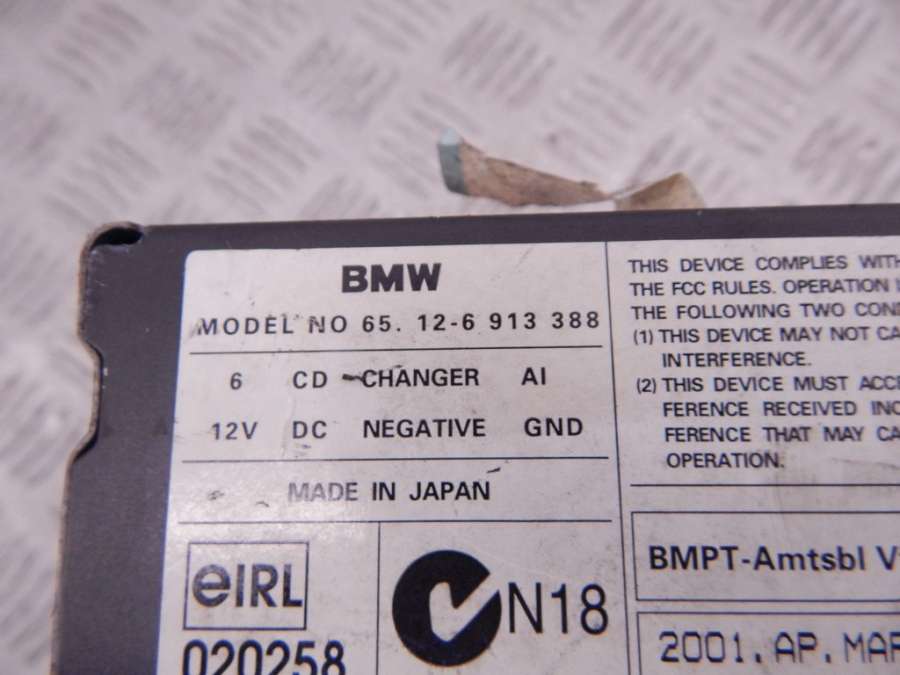 BMW
MODEL NO 65. 12-6 913 388
6 CD CHANGER AI
12V DC NEGATIVE GND
MADE IN JAPAN
eIRL
020258
N18
THIS DEVICE COMPLIES WITH
THE FCC RULES. OPERATION
THE FOLLOWING TWO
(1) THIS DEVICE MAY NOT
INTERFERENCE.
(2) THIS DEVICE MUST
FERENCE RECEIVED
FERENCE THAT MAY
OPERATION.
BMPT-Amtsbl
2001. AP. MAR